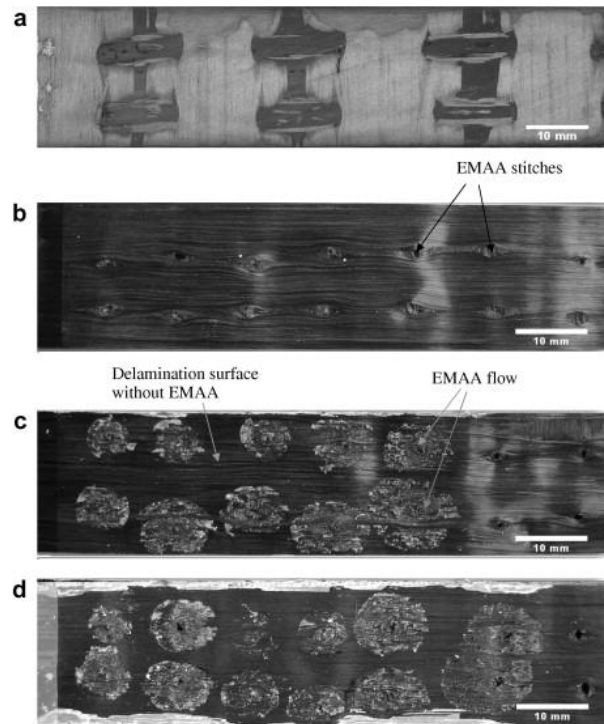 a
10 mm
EMAA stitches
b
10 mm
Delamination surface
without EMAA
EMAA flow
c
10 mm
d
10 mm